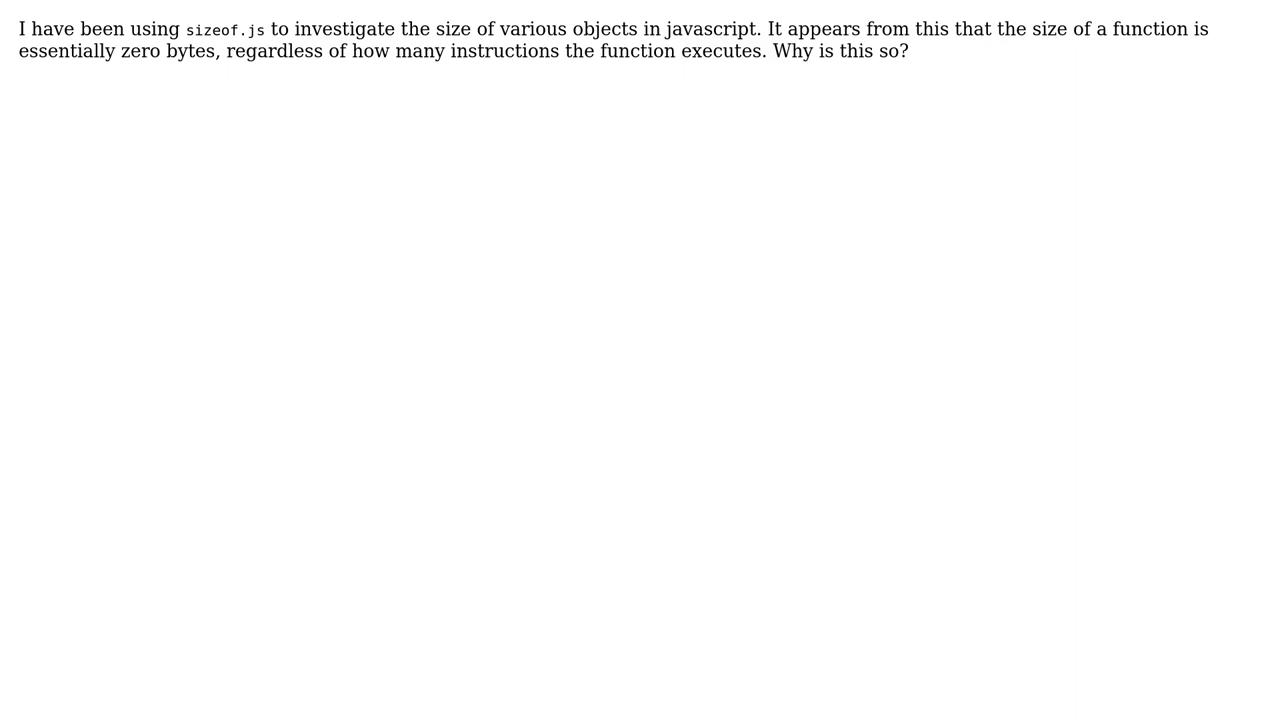 I have been using sizeof.js to investigate the size of various objects in javascript. It appears from this that the size of a function is
essentially zero bytes, regardless of how many instructions the function executes. Why is this so?